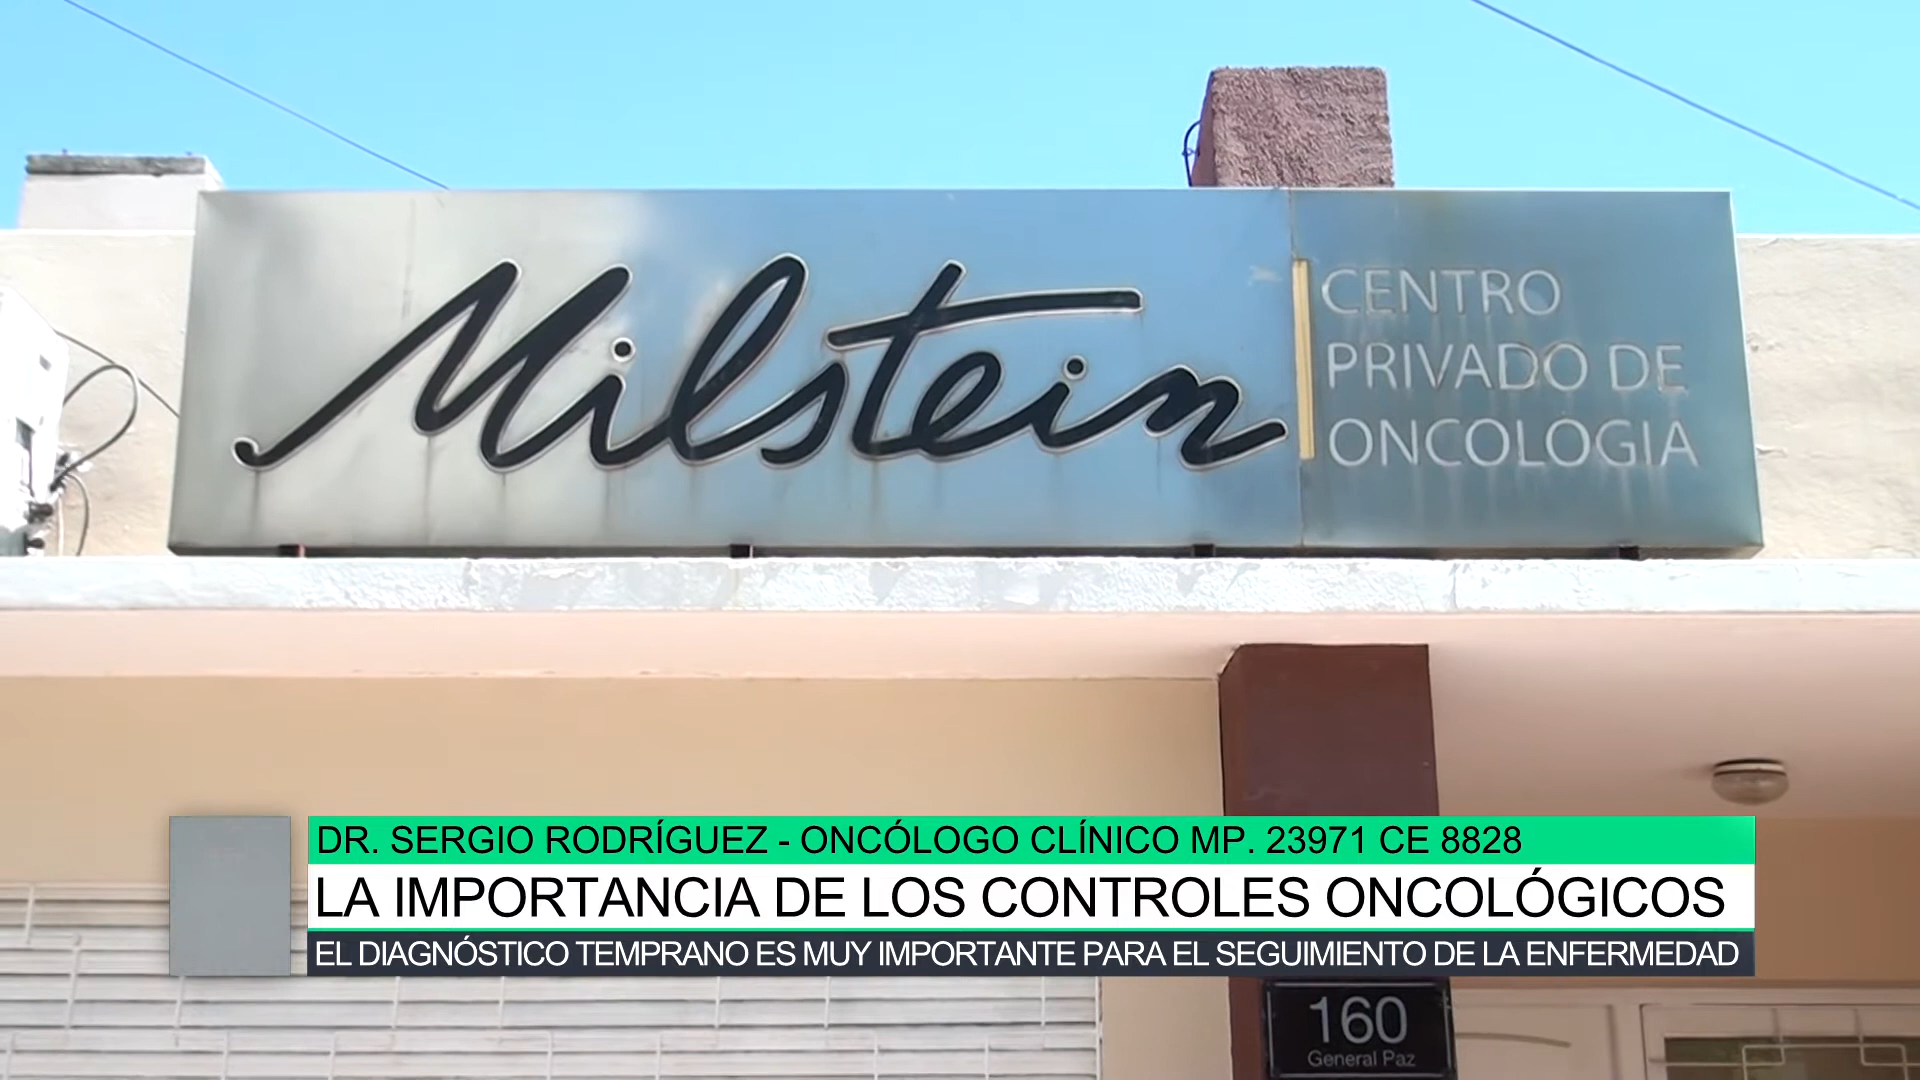 Milstein
CENTRO
PRIVADO DE
ONCOLOGIA
DR. SERGIO RODRÍGUEZ - ONCÓLOGO CLÍNICO MP. 23971 CE 8828
LA IMPORTANCIA DE LOS CONTROLES ONCOLÓGICOS
EL DIAGNÓSTICO TEMPRANO ES MUY IMPORTANTE PARA EL SEGUIMIENTO DE LA ENFERMEDAD
160
General Paz